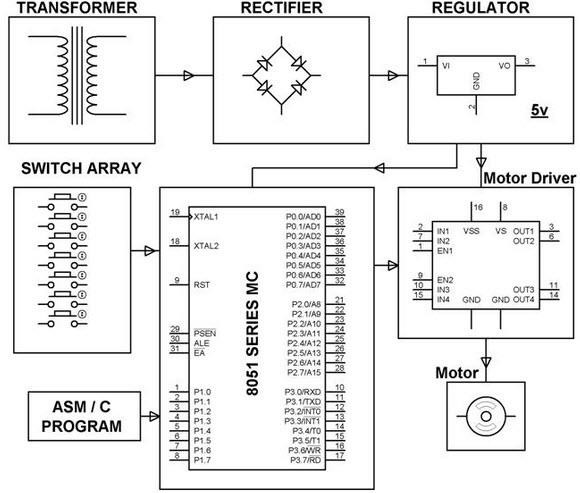 TRANSFORMER
RECTIFIER
REGULATOR
1 VI VO 3
GND
2
5v
SWITCH ARRAY
Motor Driver
8051 SERIES MC
19 XTAL1
18 XTAL2
9 RST
29 PSEN
30 ALE
31 EA
1 P1.0
2 P1.1
3 P1.2
4 P1.3
5 P1.4
6 P1.5
7 P1.6
8 P1.7
P0.0/AD0 39
P0.1/AD1 38
P0.2/AD2 37
P0.3/AD3 36
P0.4/AD4 35
P0.5/AD5 34
P0.6/AD6 33
P0.7/AD7 32
P2.0/A8 21
P2.1/A9 22
P2.2/A10 23
P2.3/A11 24
P2.4/A12 25
P2.5/A13 26
P2.6/A14 27
P2.7/A15 28
P3.0/RXD 10
P3.1/TXD 11
P3.2/INT0 12
P3.3/INT1 13
P3.4/T0 14
P3.5/T1 15
P3.6/WR 16
P3.7/RD 17
16 8
VSS VS
2 IN1 OUT1 3
7 IN2 OUT2 6
1 EN1
9 EN2
10 IN3 OUT3 11
15 IN4 OUT4 14
GND GND
Motor
ASM / C
PROGRAM